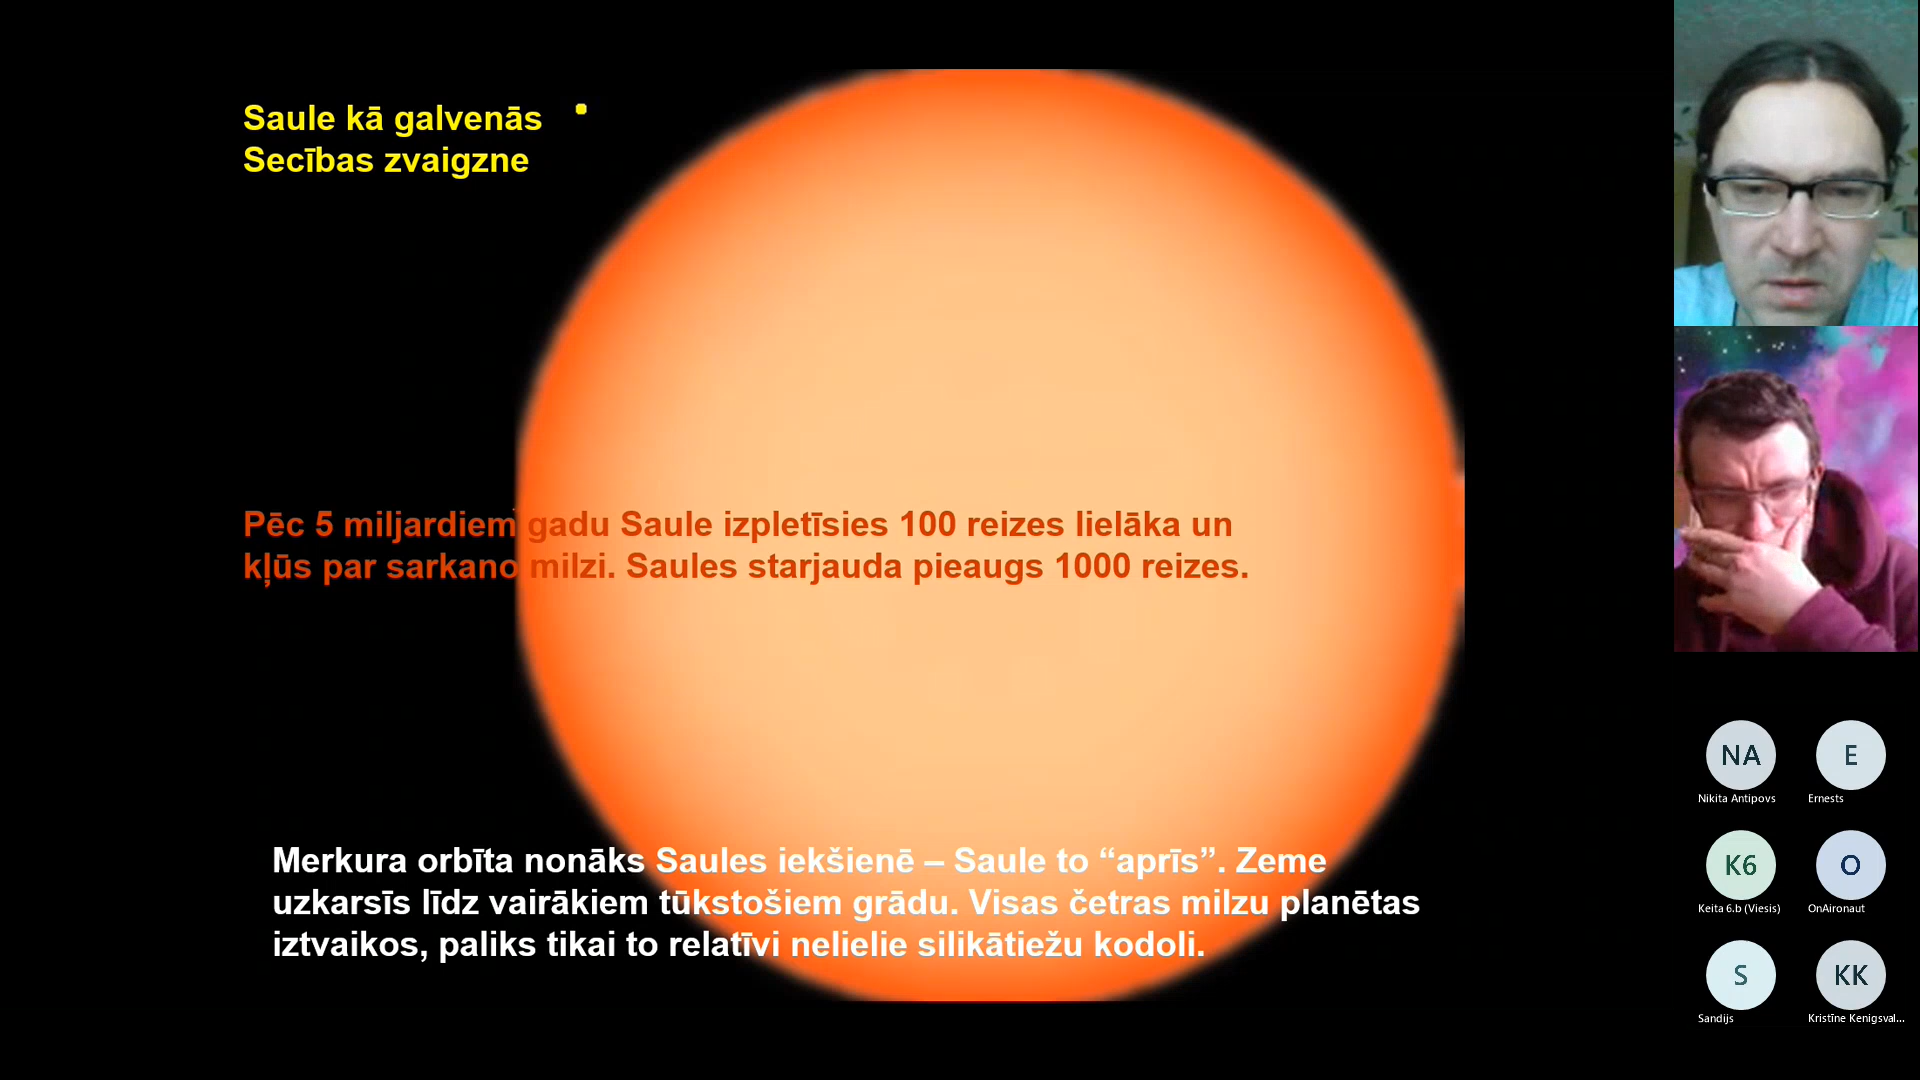 Saule kā galvenās
Secības zvaigzne
Pēc 5 miljardiem gadu Saule izpletīsies 100 reizes lielāka un
kļūs par sarkano milzi. Saules starjauda pieaugs 1000 reizes.
Merkura orbīta nonāks Saules iekšienē – Saule to “aprīs”. Zeme
uzkarsīs līdz vairākiem tūkstošiem grādu. Visas četras milzu planētas
iztvaikos, paliks tikai to relatīvi nelielie silikātiežu kodoli.
NA
E
Nikita Antipovs
Ernests
K6
O
Keita 6.b (Viesis)
OnAironaut
S
KK
Sandijs
Kristīne Kenigsval...